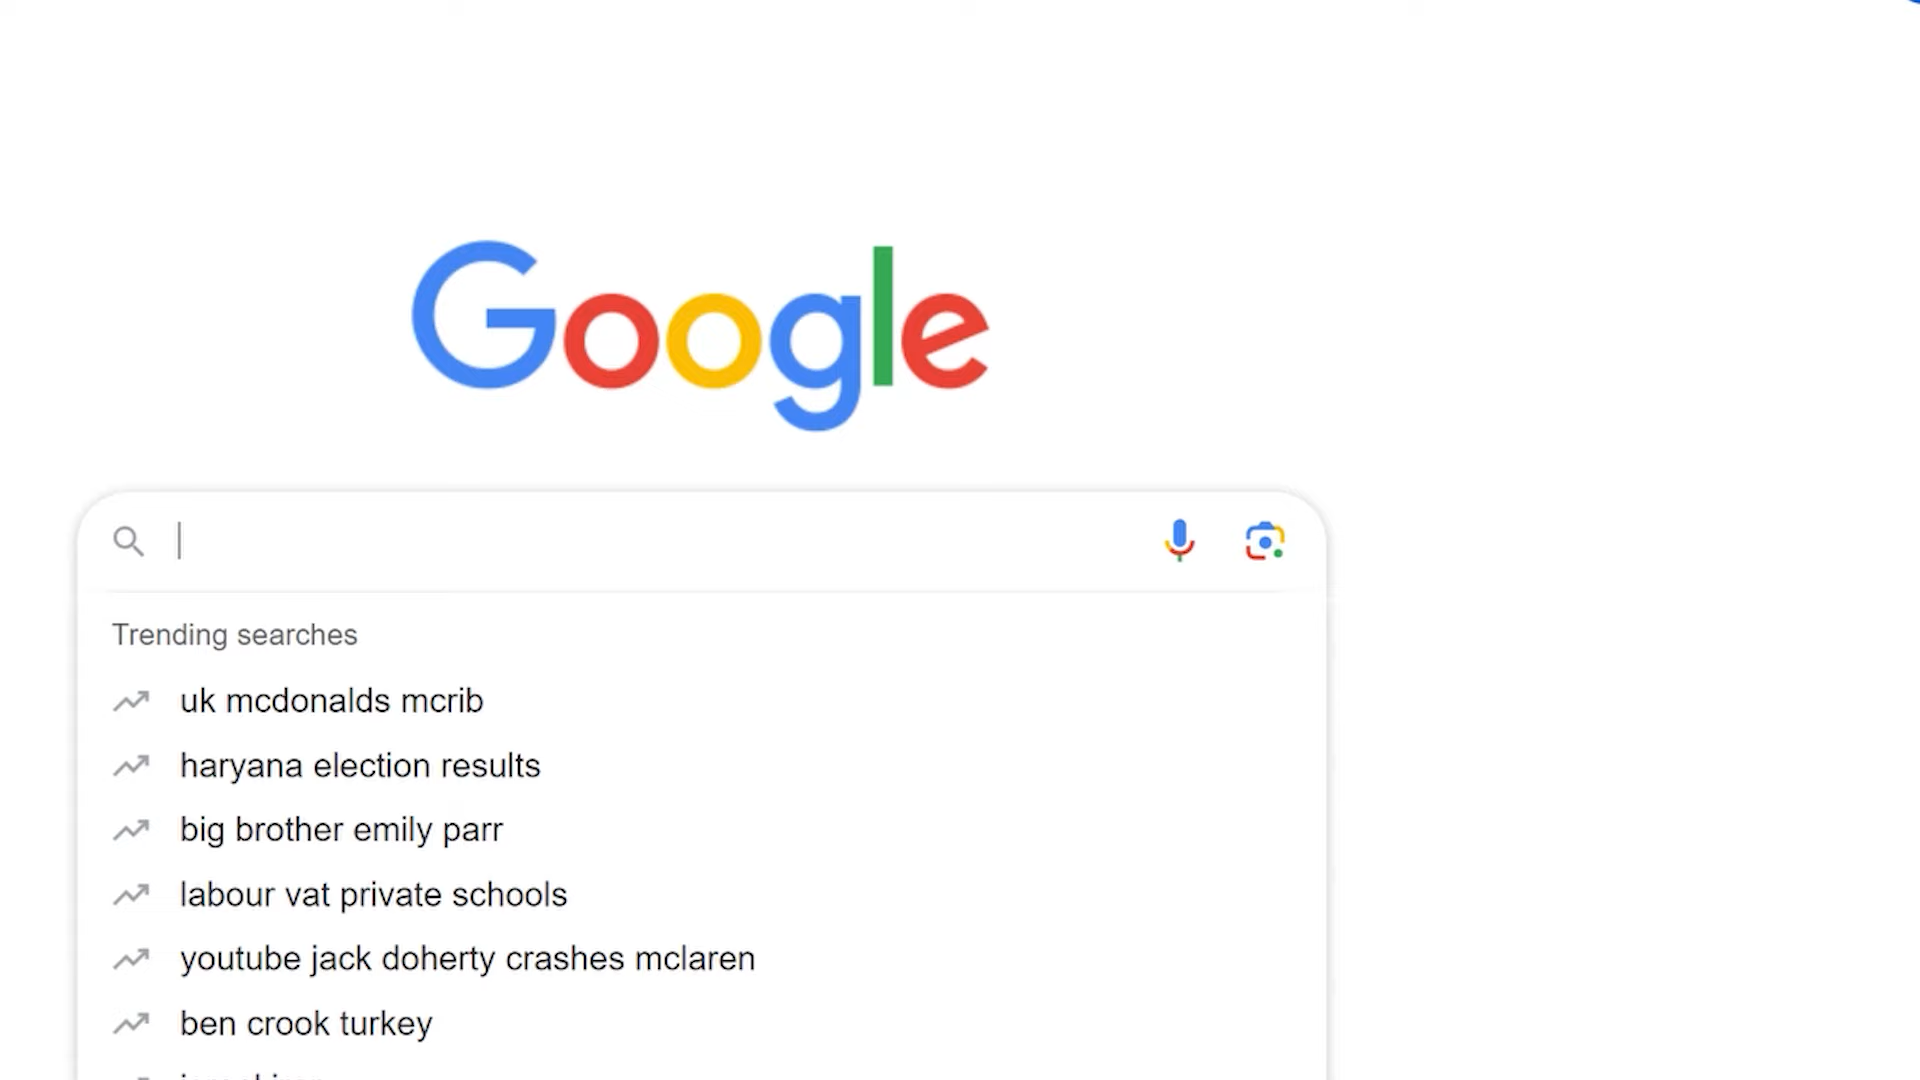 Google
Trending searches
uk mcdonalds mcrib
haryana election results
big brother emily parr
labour vat private schools
youtube jack doherty crashes mclaren
ben crook turkey